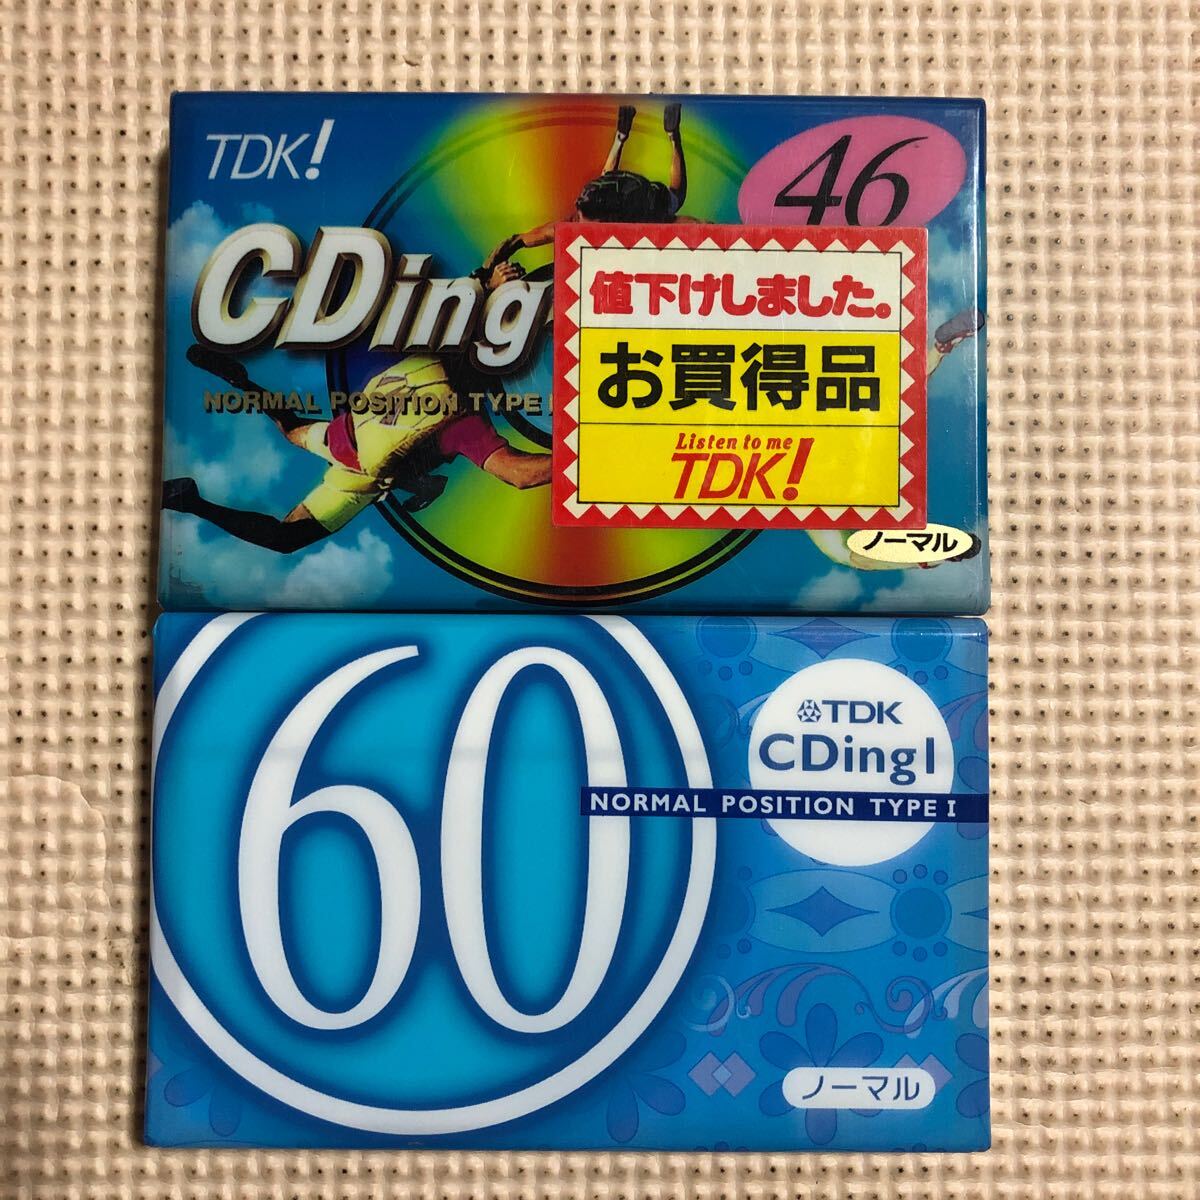 TDK!
46
CDing
NORMAL POSITION TYPE
値下げしました。
お買得品
Listen to me
TDK!
ノーマル
60
TDK
CDing I
NORMAL POSITION TYPE I
ノーマル